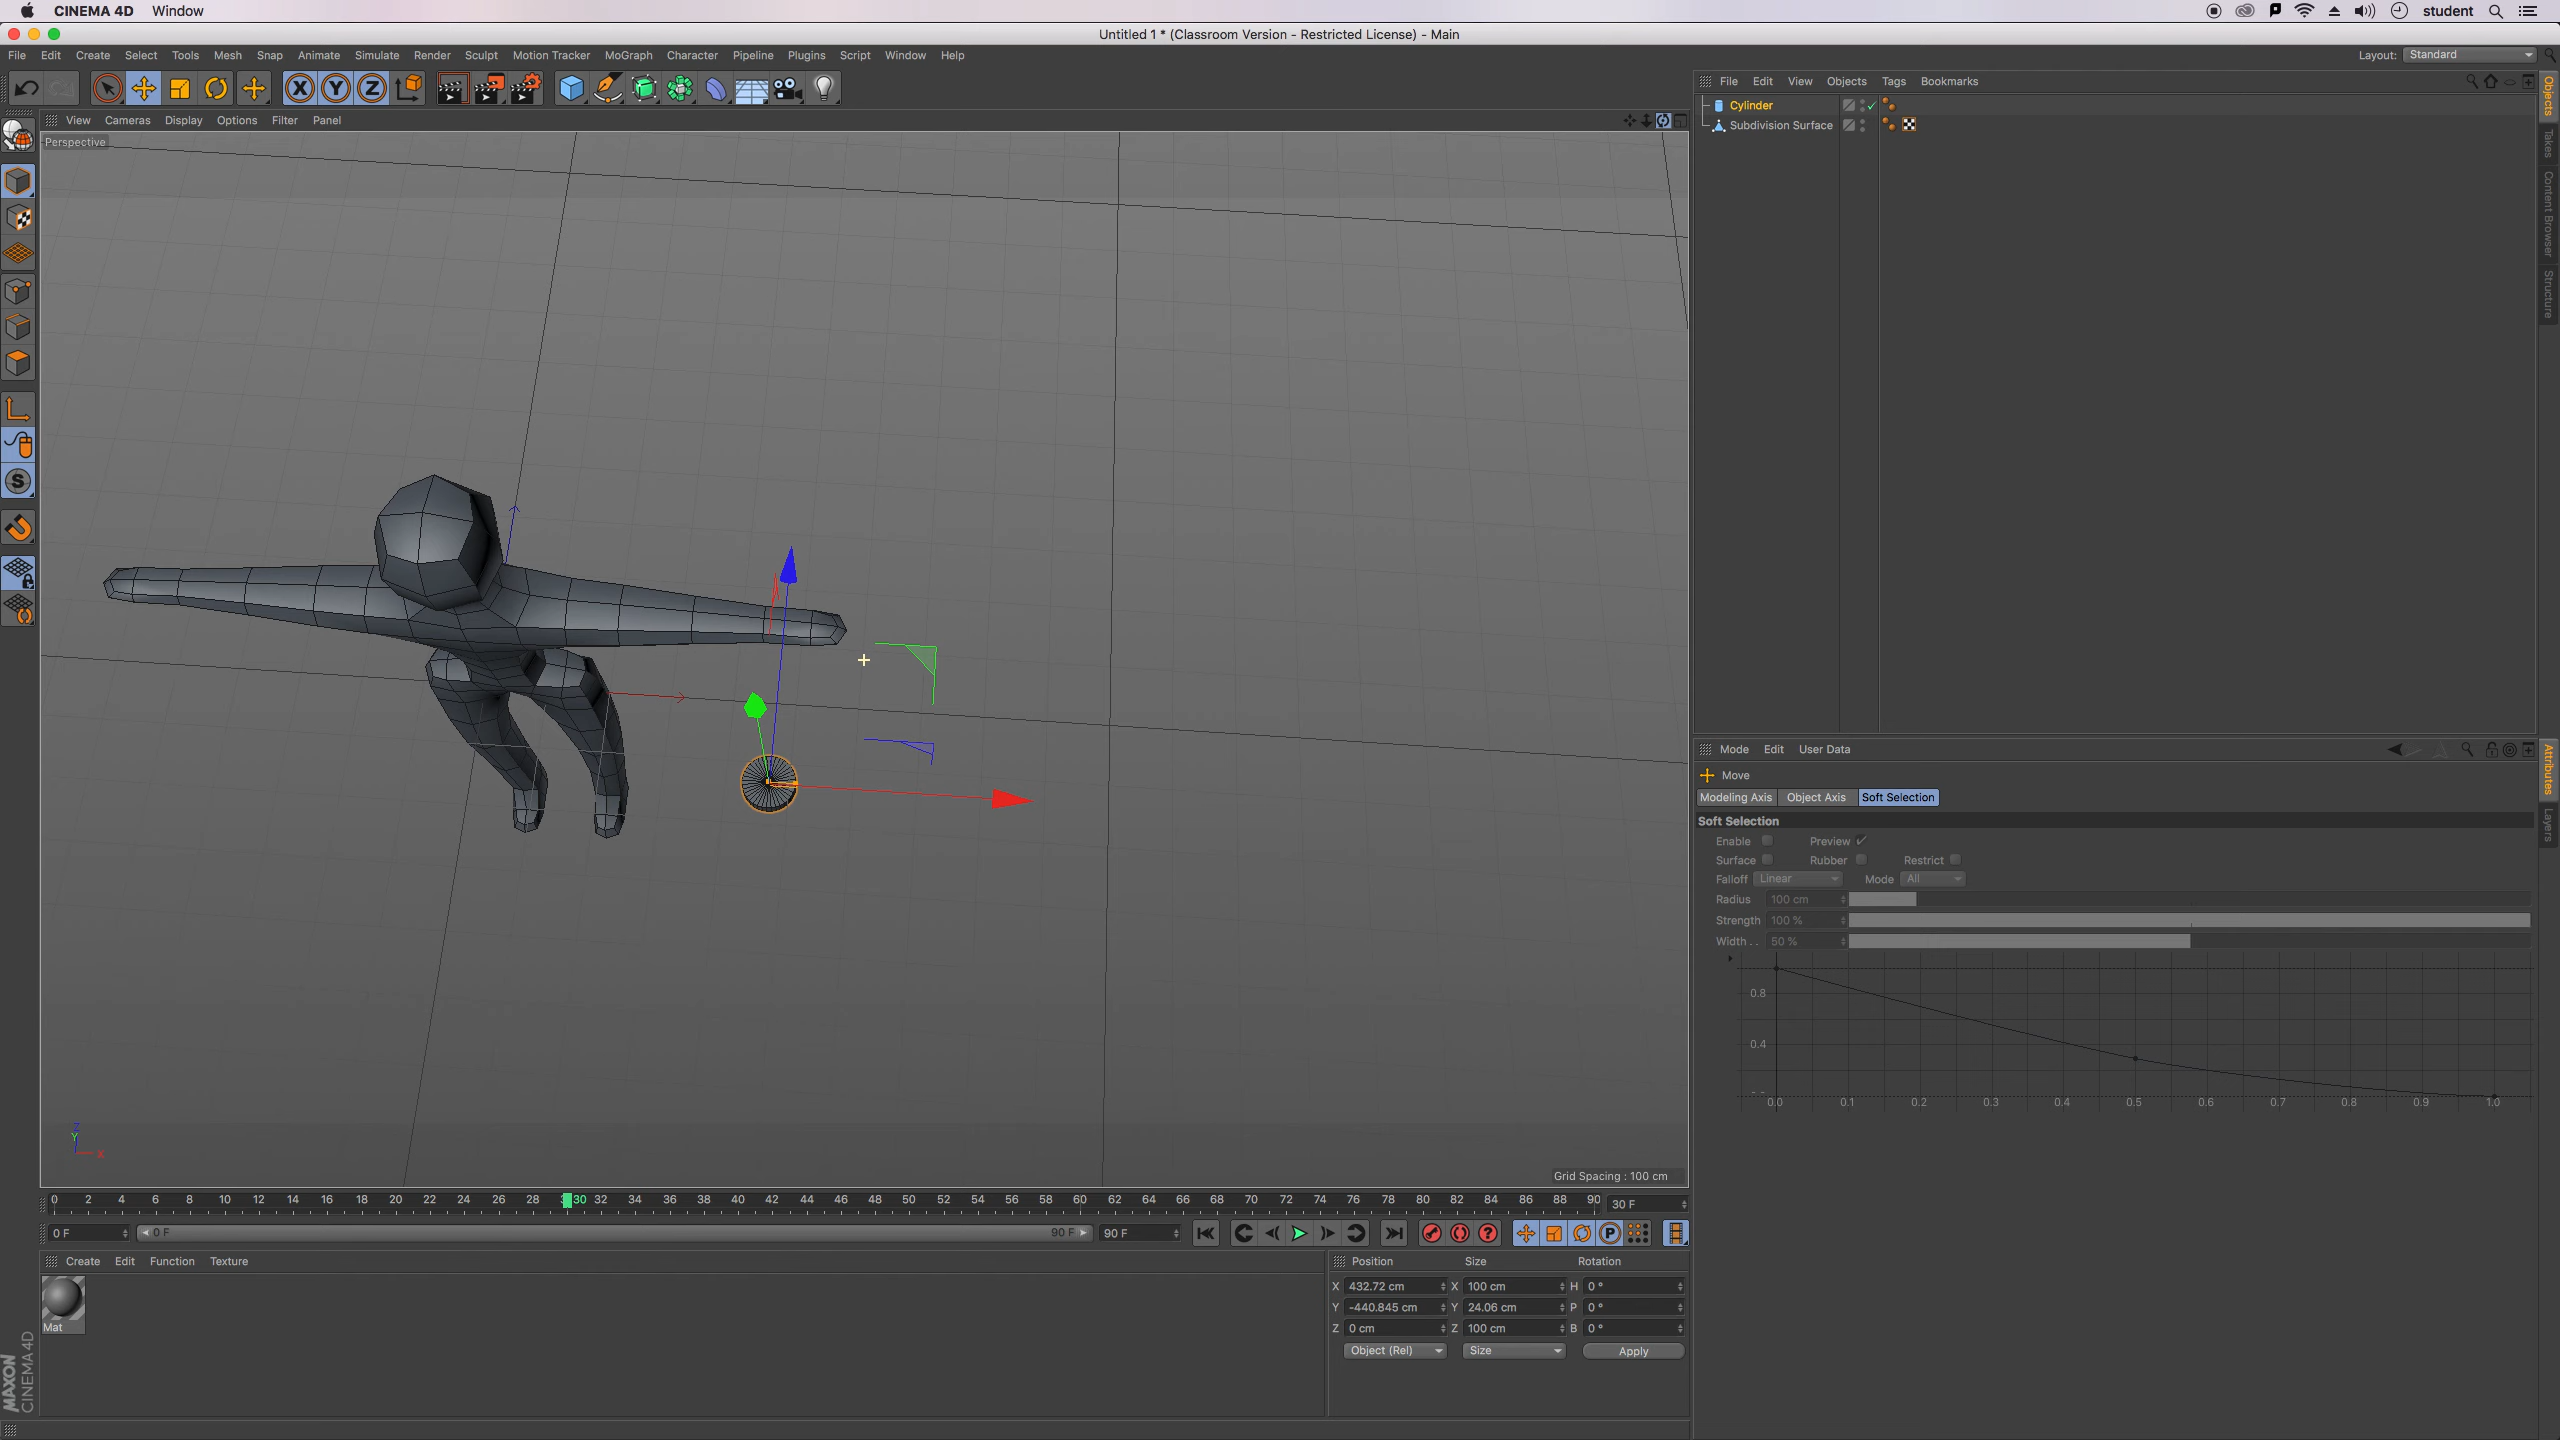 CINEMA 4D Window student
Untitled 1 * (Classroom Version - Restricted License) - Main
File Edit Create Select Tools Mesh Snap Animate Simulate Render Sculpt Motion Tracker MoGraph Character Pipeline Plugins Script Window Help Layout: Standard
X Y Z
File Edit View Objects Tags Bookmarks
View Cameras Display Options Filter Panel
Perspective
Cylinder
Subdivision Surface
Objects
Takes
Content Browser
Structure
S
Mode Edit User Data
Move
Modeling Axis Object Axis Soft Selection
Soft Selection
Enable Preview
Surface Rubber Restrict
Falloff Linear Mode All
Radius 100 cm
Strength 100 %
Width . . 50 %
0.8
0.4
0.0 0.1 0.2 0.3 0.4 0.5 0.6 0.7 0.8 0.9 1.0
Attributes
Layers
Z
Y
X
Grid Spacing : 100 cm
0 2 4 6 8 10 12 14 16 18 20 22 24 26 28 30 32 34 36 38 40 42 44 46 48 50 52 54 56 58 60 62 64 66 68 70 72 74 76 78 80 82 84 86 88 90 30 F
0 F 0 F 90 F 90 F P
Create Edit Function Texture
Mat
Position Size Rotation
X 432.72 cm X 100 cm H 0 °
Y -440.845 cm Y 24.06 cm P 0 °
Z 0 cm Z 100 cm B 0 °
Object (Rel) Size Apply
MAXON
CINEMA 4D